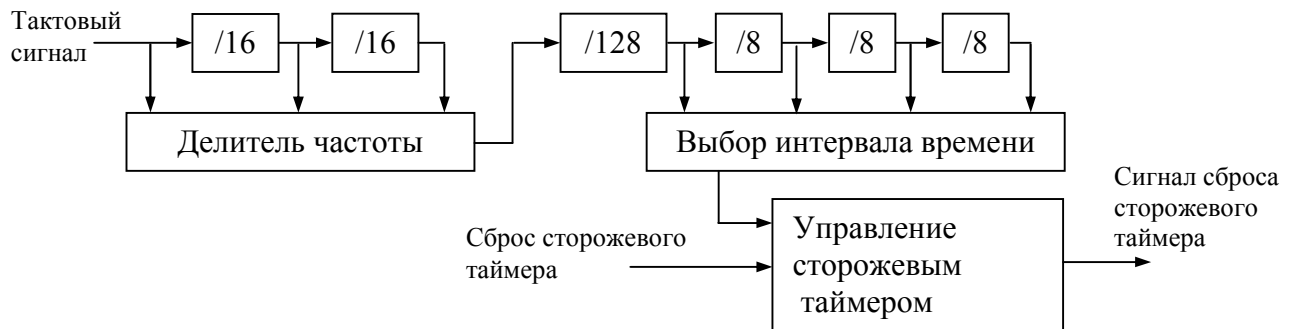 Тактовый
сигнал
/16
/16
/128
/8
/8
/8
Делитель частоты
Выбор интервала времени
Сброс сторожевого
таймера
Управление
сторожевым
таймером
Сигнал сброса
сторожевого
таймера